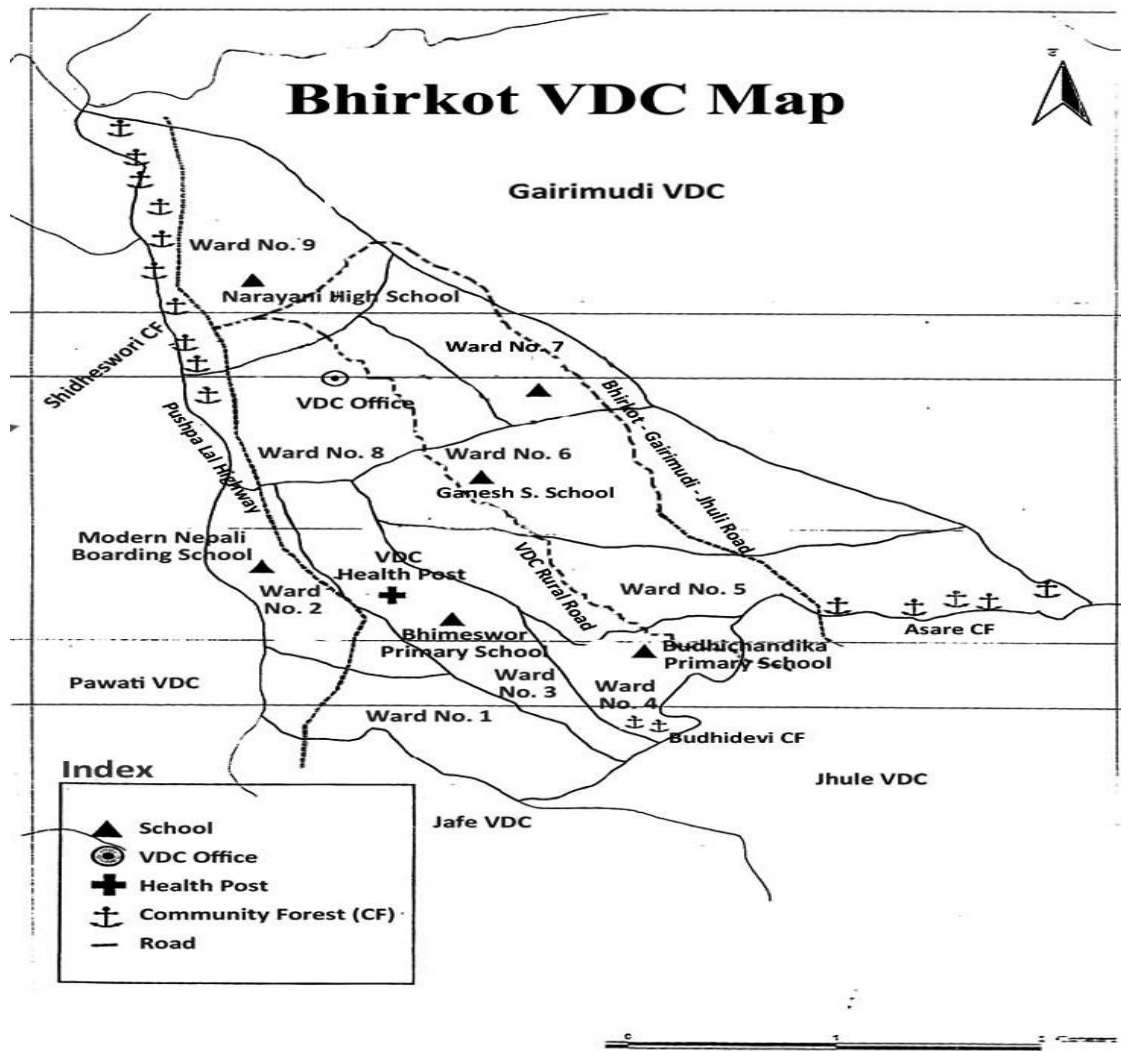 Bhirkot VDC Map
Gairimudi VDC
Ward No. 9
Narayani High School
Shidheswori CF
Ward No. 7
VDC Office
Bhirkot - Gairimudi - Jhuli Road
Pushpa Lal Highway
Ward No. 8
Ward No. 6
Ganesh S. School
Modern Nepali
Boarding School
VDC
Health Post
VDC Rural Road
Ward
No. 2
Ward No. 5
Bhimeswor
Primary School
Asare CF
Budhichandika
Primary School
Pawati VDC
Ward
No. 3
Ward
No. 4
Ward No. 1
Budhidevi CF
Jhule VDC
Jafe VDC
Index
School
VDC Office
Health Post
Community Forest (CF)
Road
0 1